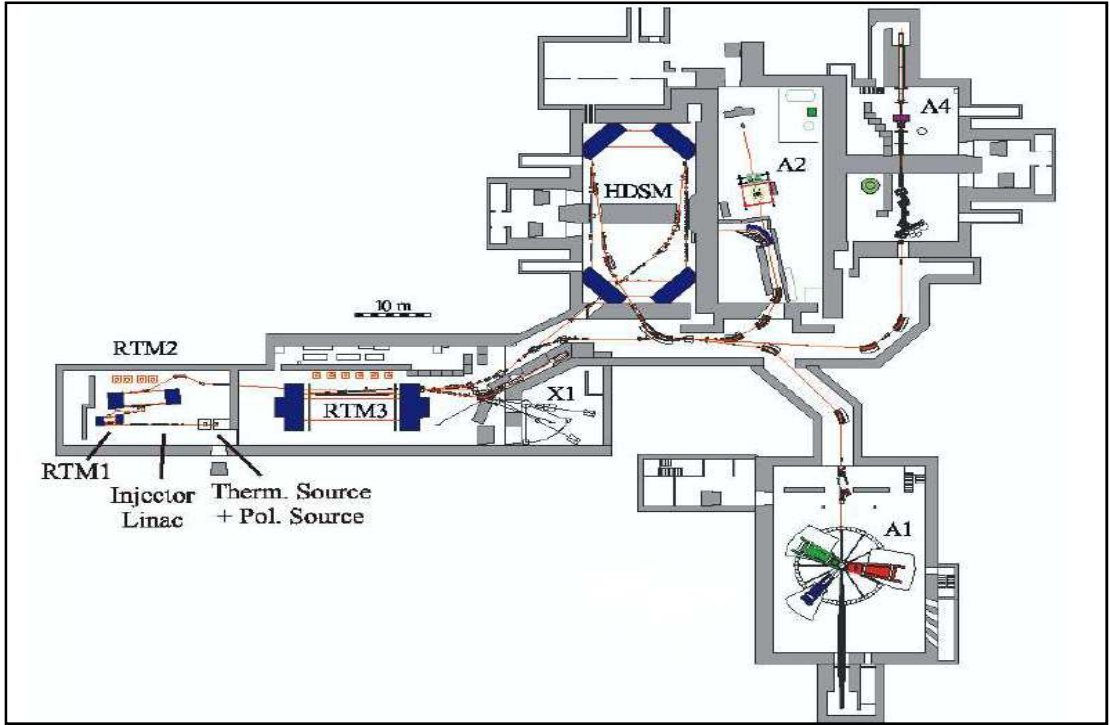 A4
A2
HDSM
10 m
RTM2
RTM3
X1
RTM1
Injector
Linac
Therm. Source
+ Pol. Source
A1